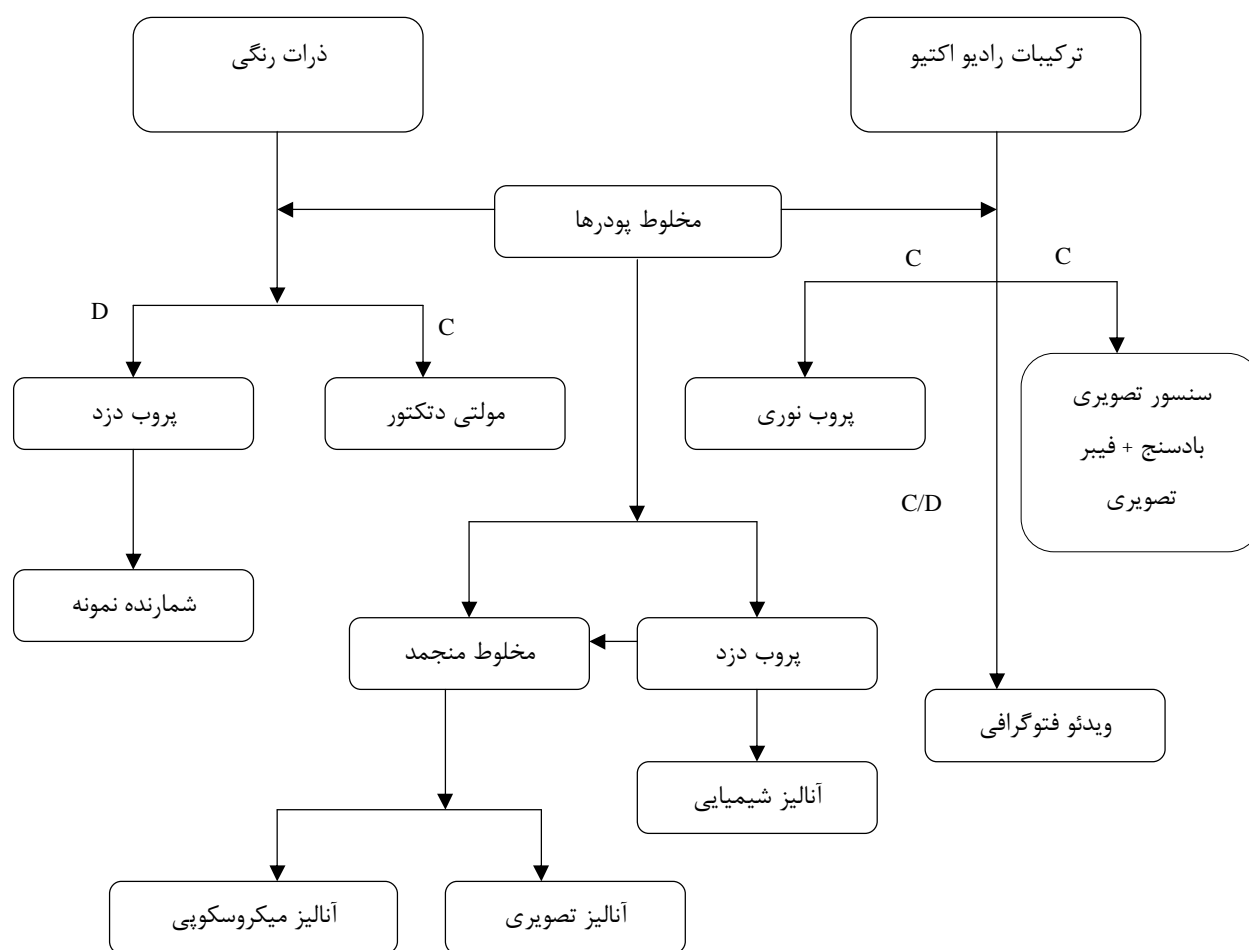 ترکیبات رادیو اکتیو
ذرات رنگی
مخلوط پودرها
C
C
D
C
سنسور تصویری
بادسنج + فیبر
تصویری
پروب نوری
مولتی دتکتور
پروب دزد
C/D
شمارنده نمونه
پروب دزد
مخلوط منجمد
ویدئو فتوگرافی
آنالیز شیمیایی
آنالیز تصویری
آنالیز میکروسکوپی